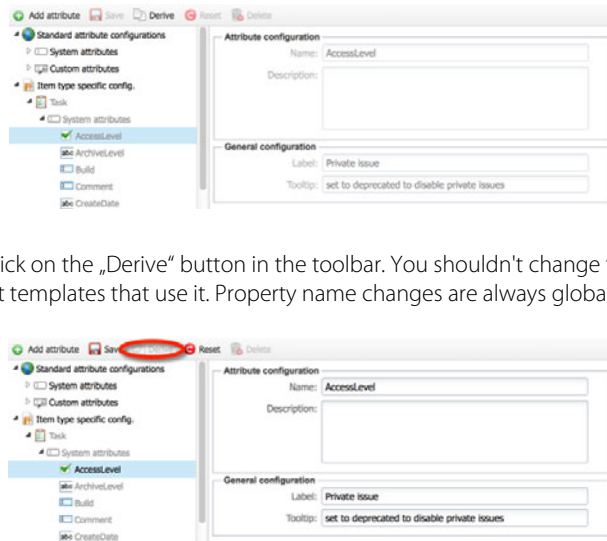 Add attribute Save Derive Reset Delete
Standard attribute configurations
System attributes
Custom attributes
Item type specific config.
Task
System attributes
AccessLevel
ArchiveLevel
Build
Comment
CreateDate
Attribute configuration
Name: AccessLevel
Description:
General configuration
Label: Private issue
Tooltip: set to deprecated to disable private issues
ick on the „Derive“ button in the toolbar. You shouldn't change
t templates that use it. Property name changes are always globa
Add attribute Save Derive Reset Delete
Standard attribute configurations
System attributes
Custom attributes
Item type specific config.
Task
System attributes
AccessLevel
ArchiveLevel
Build
Comment
CreateDate
Attribute configuration
Name: AccessLevel
Description:
General configuration
Label: Private issue
Tooltip: set to deprecated to disable private issues